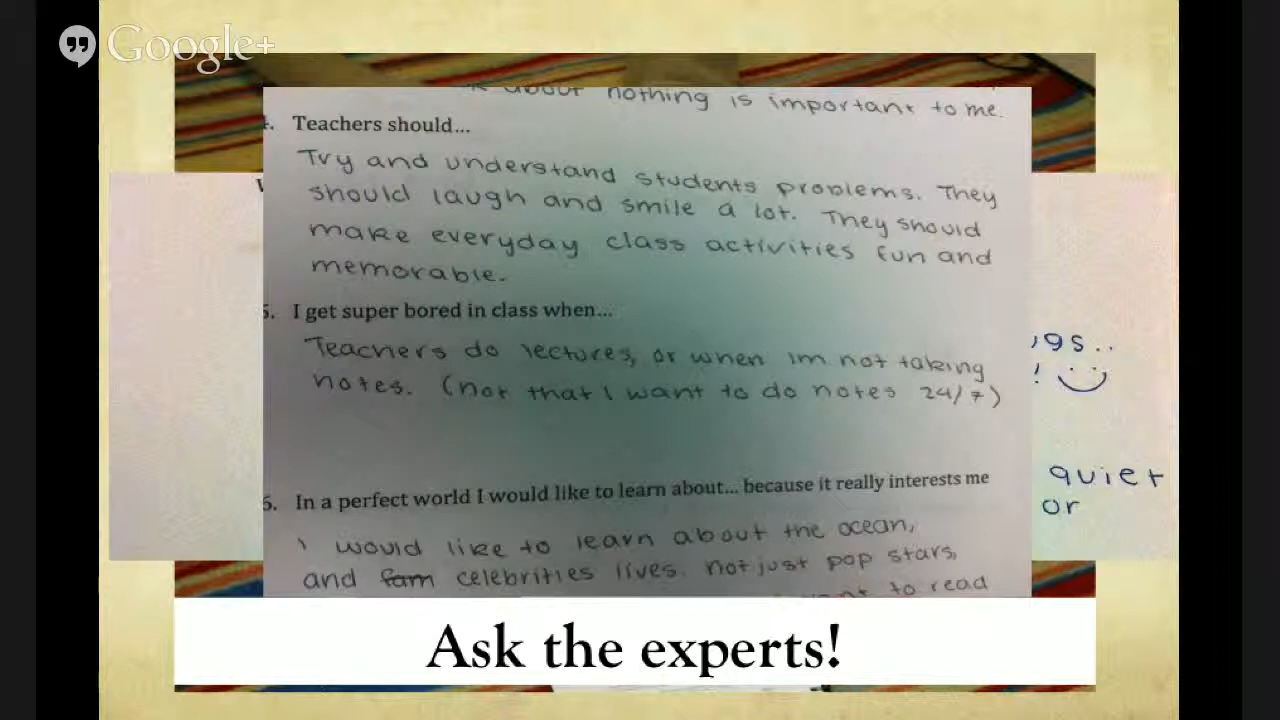 Google+
about nothing is important to me.
4. Teachers should...
Try and understand students problems. They
should laugh and smile a lot. They should
make everyday class activities fun and
memorable.
5. I get super bored in class when...
Teachers do lectures, or when im not taking
notes. (not that I want to do notes 24/7)
6. In a perfect world I would like to learn about... because it really interests me
I would like to learn about the ocean,
and fam celebrities lives. not just pop stars,
to read
! :)
quiet
or
Ask the experts!